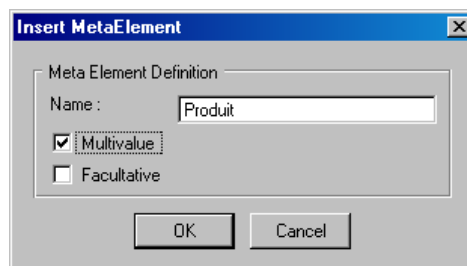 Insert MetaElement
Meta Element Definition
Name :
Produit
Multivalue
Facultative
OK Cancel